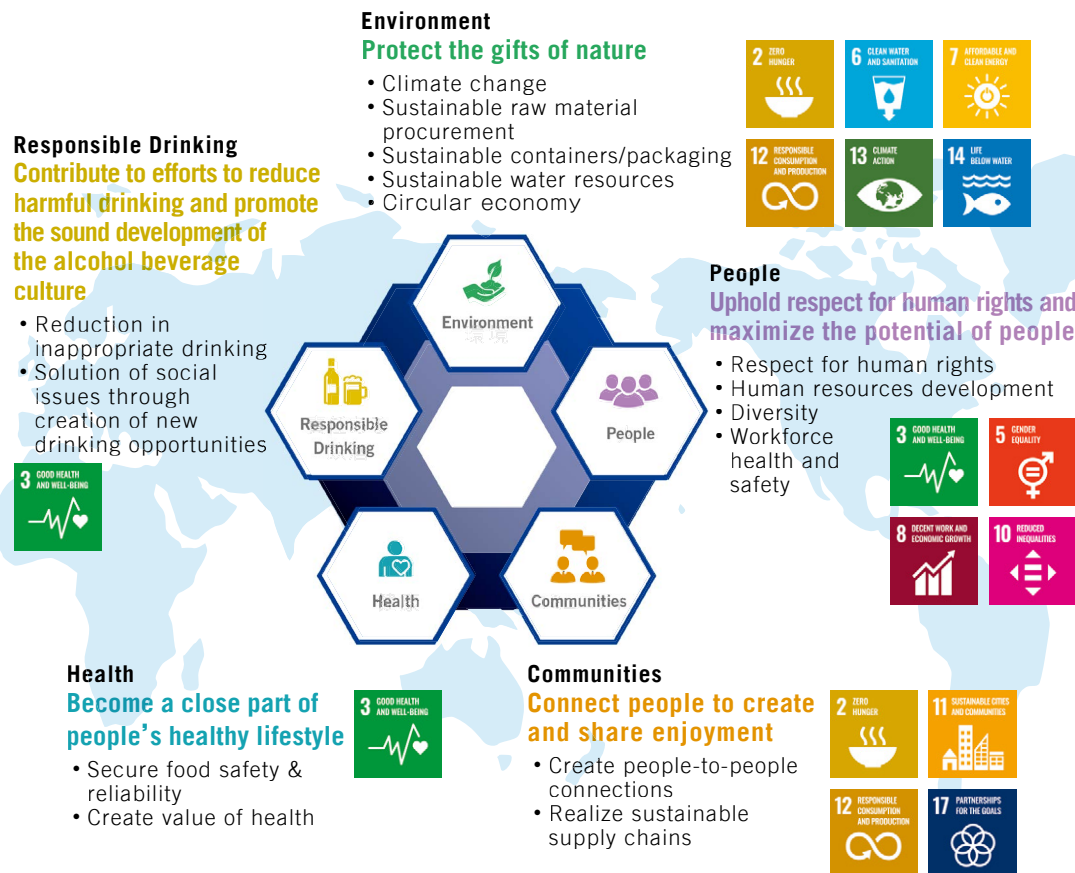 Environment
Protect the gifts of nature
• Climate change
• Sustainable raw material
procurement
• Sustainable containers/packaging
• Sustainable water resources
• Circular economy
2 ZERO
HUNGER
6 CLEAN WATER
AND SANITATION
7 AFFORDABLE AND
CLEAN ENERGY
12 RESPONSIBLE
CONSUMPTION
AND PRODUCTION
13 CLIMATE
ACTION
14 LIFE
BELOW WATER
Responsible Drinking
Contribute to efforts to reduce
harmful drinking and promote
the sound development of
the alcohol beverage
culture
• Reduction in
inappropriate drinking
• Solution of social
issues through
creation of new
drinking opportunities
3 GOOD HEALTH
AND WELL-BEING
Environment
環境
Responsible
Drinking
People
Health
Communities
People
Uphold respect for human rights and
maximize the potential of people
• Respect for human rights
• Human resources development
• Diversity
• Workforce
health and
safety
3 GOOD HEALTH
AND WELL-BEING
5 GENDER
EQUALITY
8 DECENT WORK AND
ECONOMIC GROWTH
10 REDUCED
INEQUALITIES
Health
Become a close part of
people's healthy lifestyle
• Secure food safety &
reliability
• Create value of health
3 GOOD HEALTH
AND WELL-BEING
Communities
Connect people to create
and share enjoyment
• Create people-to-people
connections
• Realize sustainable
supply chains
2 ZERO
HUNGER
11 SUSTAINABLE CITIES
AND COMMUNITIES
12 RESPONSIBLE
CONSUMPTION
AND PRODUCTION
17 PARTNERSHIPS
FOR THE GOALS